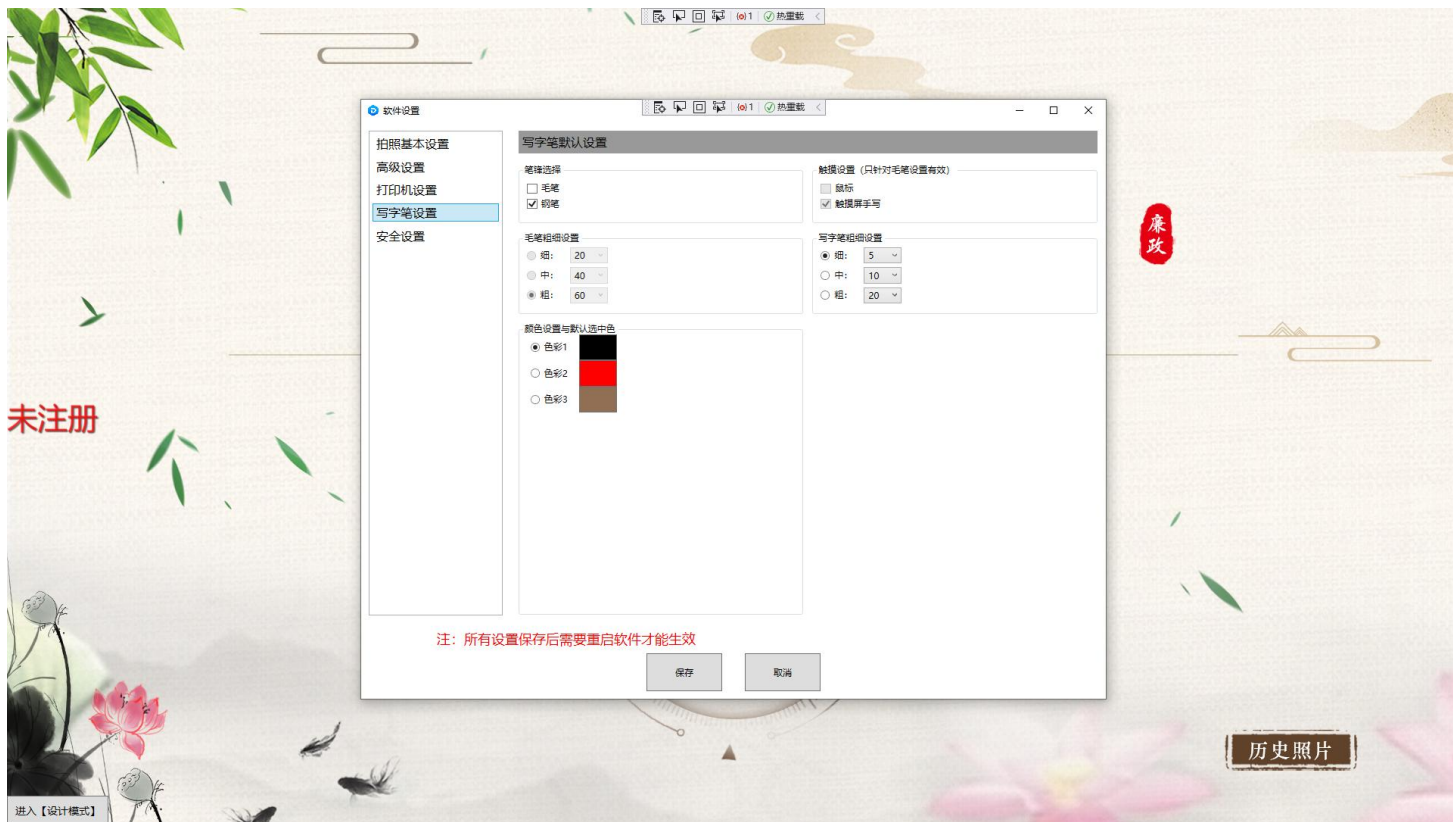 1 热重载
软件设置
1 热重载
拍照基本设置
高级设置
打印机设置
写字笔设置
安全设置
写字笔默认设置
笔锋选择
毛笔
钢笔
触摸设置（只针对毛笔设置有效）
鼠标
触摸屏手写
毛笔粗细设置
细： 20
中： 40
粗： 60
写字笔粗细设置
细： 5
中： 10
粗： 20
颜色设置与默认选中色
色彩1
色彩2
色彩3
注：所有设置保存后需要重启软件才能生效
保存 取消
廉政
未注册
历史照片
进入【设计模式】